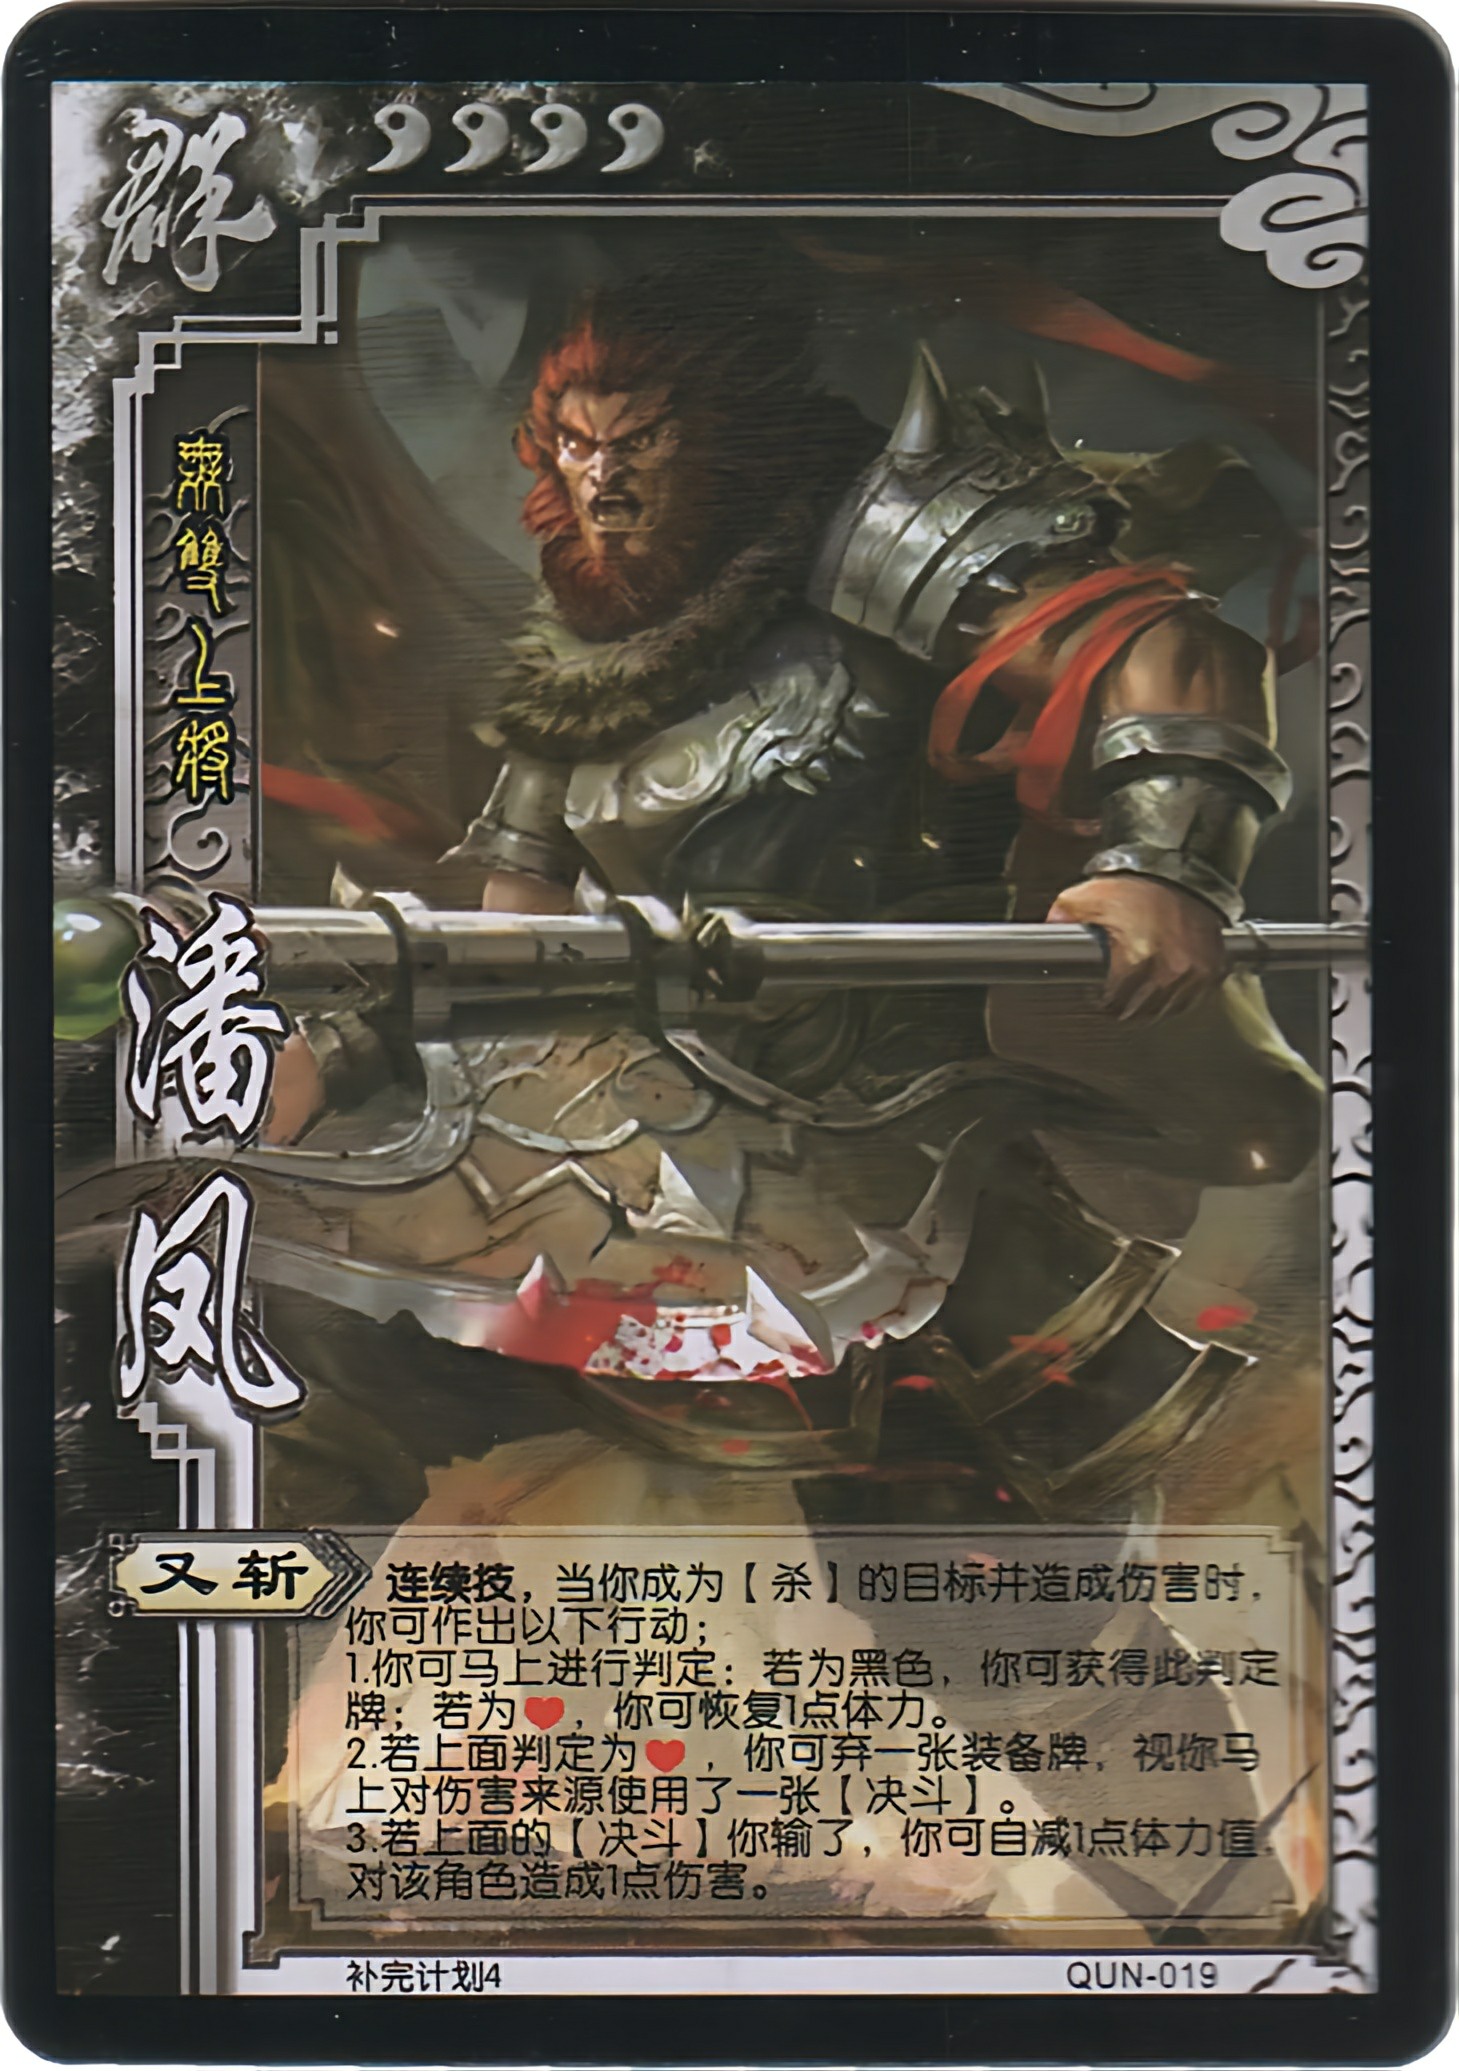 群
無雙上將
潘凤
又斩
连续技，当你成为【杀】的目标并造成伤害时，
你可作出以下行动；
1.你可马上进行判定：若为黑色，你可获得此判定
牌；若为♥，你可恢复1点体力。
2.若上面判定为♥，你可弃一张装备牌，视你马
上对伤害来源使用了一张【决斗】。
3.若上面的【决斗】你输了，你可自减1点体力值，
对该角色造成1点伤害。
补完计划4
QUN-019